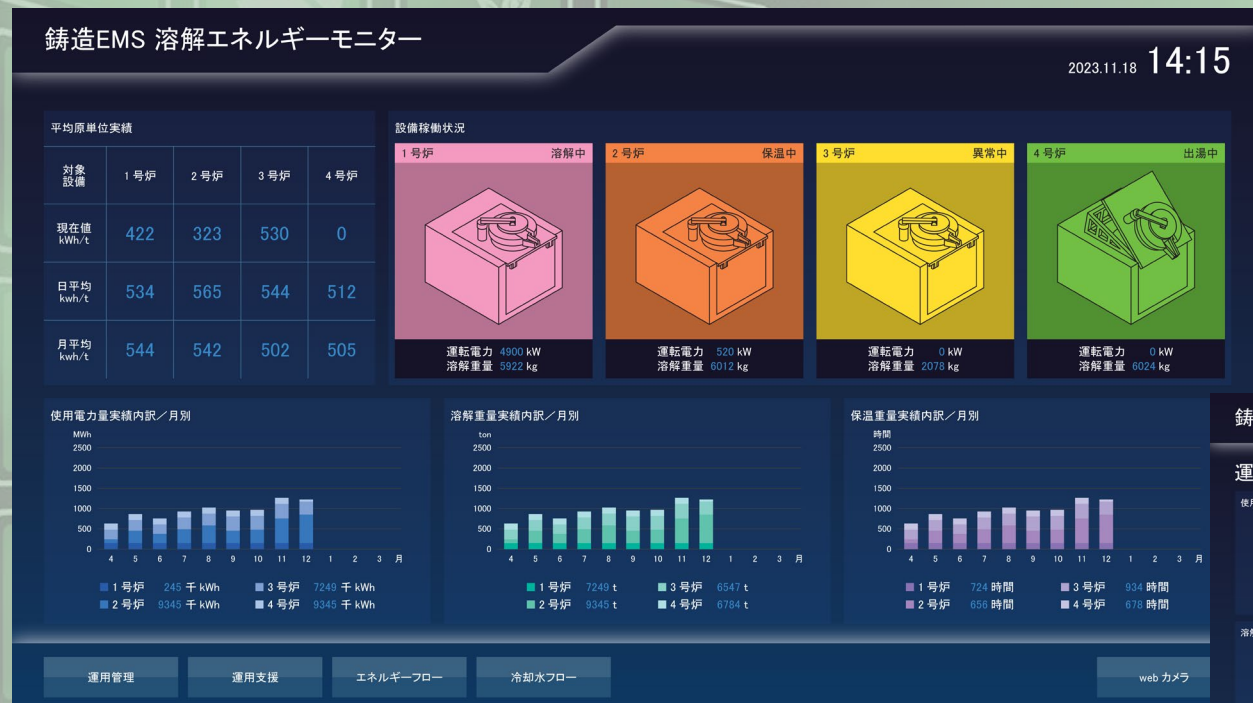 鋳造EMS 溶解エネルギーモニター
2023.11.18 14:15
平均原単位実績
対象設備 1号炉 2号炉 3号炉 4号炉
現在値 kWh/t 422 323 530 0
日平均 kwh/t 534 565 544 512
月平均 kwh/t 544 542 502 505
設備稼働状況
1号炉 溶解中 2号炉 保温中 3号炉 異常中 4号炉 出湯中
運転電力 4900 kW 運転電力 520 kW 運転電力 0 kW 運転電力 0 kW
溶解重量 5922 kg 溶解重量 6012 kg 溶解重量 2078 kg 溶解重量 6024 kg
使用電力量実績内訳／月別
MWh
2500
2000
1500
1000
500
0
4 5 6 7 8 9 10 11 12 1 2 3 月
1号炉 245 千kWh 3号炉 7249 千kWh
2号炉 9345 千kWh 4号炉 9345 千kWh
溶解重量実績内訳／月別
ton
2500
2000
1500
1000
500
0
4 5 6 7 8 9 10 11 12 1 2 3 月
1号炉 7249 t 3号炉 6547 t
2号炉 9345 t 4号炉 6784 t
保温重量実績内訳／月別
時間
2500
2000
1500
1000
500
0
4 5 6 7 8 9 10 11 12 1 2 3 月
1号炉 724 時間 3号炉 934 時間
2号炉 656 時間 4号炉 678 時間
運用管理 運用支援 エネルギーフロー 冷却水フロー web カメラ
鋳
運
使用
溶解